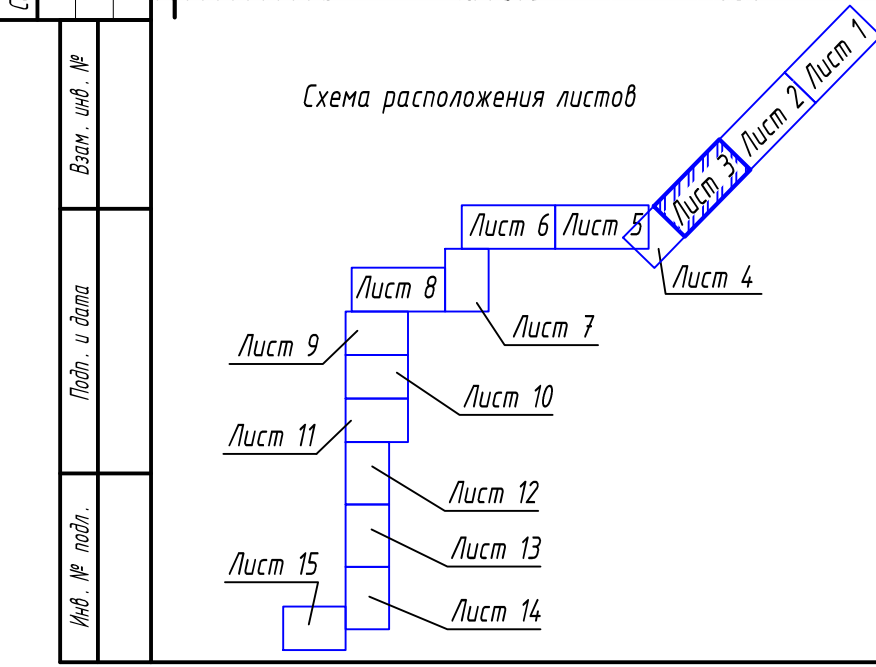 Схема расположения листов
Лист 1
Лист 2
Лист 3
Лист 4
Лист 5
Лист 6
Лист 7
Лист 8
Лист 9
Лист 10
Лист 11
Лист 12
Лист 13
Лист 14
Лист 15
Взам. инв. №
Подп. и дата
Инв. № подл.